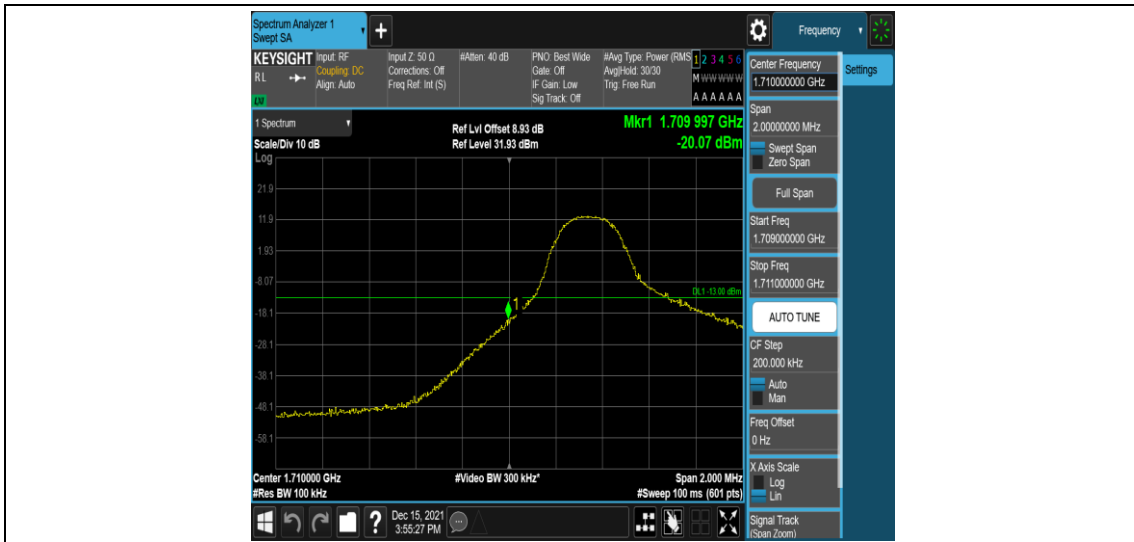 Spectrum Analyzer 1
Swept SA
Frequency
KEYSIGHT
RL
LXI
Input: RF
Coupling: DC
Align: Auto
Input Z: 50 Ω
Corrections: Off
Freq Ref: Int (S)
#Atten: 40 dB
PNO: Best Wide
Gate: Off
IF Gain: Low
Sig Track: Off
#Avg Type: Power (RMS
Avg|Hold: 30/30
Trig: Free Run
1 2 3 4 5 6
M W W W W W
A A A A A A
1 Spectrum
Scale/Div 10 dB
Log
Ref Lvl Offset 8.93 dB
Ref Level 31.93 dBm
Mkr1 1.709 997 GHz
-20.07 dBm
21.9
11.9
1.93
-8.07
-18.1
-28.1
-38.1
-48.1
-58.1
1
DL1 -13.00 dBm
Center 1.710000 GHz
#Res BW 100 kHz
#Video BW 300 kHz*
Span 2.000 MHz
#Sweep 100 ms (601 pts)
Center Frequency
1.710000000 GHz
Settings
Span
2.00000000 MHz
Swept Span
Zero Span
Full Span
Start Freq
1.709000000 GHz
Stop Freq
1.711000000 GHz
AUTO TUNE
CF Step
200.000 kHz
Auto
Man
Freq Offset
0 Hz
X Axis Scale
Log
Lin
Signal Track
(Span Zoom)
?
Dec 15, 2021
3:55:27 PM